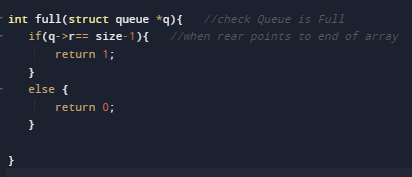 int full(struct queue *q){   //check Queue is Full
   if(q->r== size-1){   //when rear points to end of array
       return 1;
   }
   else {
       return 0;
   }
}